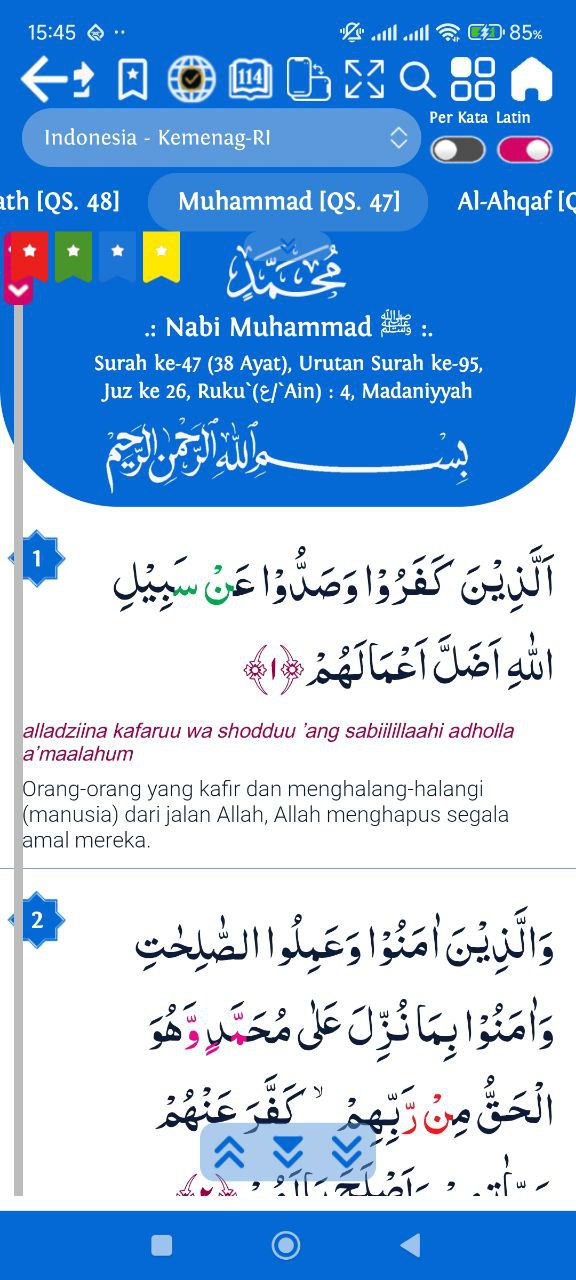 15:45 85%
114
Per Kata Latin
Indonesia - Kemenag-RI
ath [QS. 48] Muhammad [QS. 47] Al-Ahqaf [Q
مُحَمَّدٍ
.: Nabi Muhammad ﷺ :.
Surah ke-47 (38 Ayat), Urutan Surah ke-95,
Juz ke 26, Ruku`(ع/`Ain) : 4, Madaniyyah
بِسْمِ اللّٰهِ الرَّحْمٰنِ الرَّحِيْمِ
1
اَلَّذِيْنَ كَفَرُوْا وَصَدُّوْا عَنْ سَبِيْلِ
اللّٰهِ اَضَلَّ اَعْمَالَهُمْ ﴿١﴾
alladziina kafaruu wa shodduu 'ang sabiilillaahi adholla
a'maalahum
Orang-orang yang kafir dan menghalang-halangi
(manusia) dari jalan Allah, Allah menghapus segala
amal mereka.
2
وَالَّذِيْنَ اٰمَنُوْا وَعَمِلُوا الصّٰلِحٰتِ
وَاٰمَنُوْا بِمَا نُزِّلَ عَلٰى مُحَمَّدٍ وَّهُوَ
الْحَقُّ مِنْ رَّبِّهِمْ ۙ كَفَّرَ عَنْهُمْ